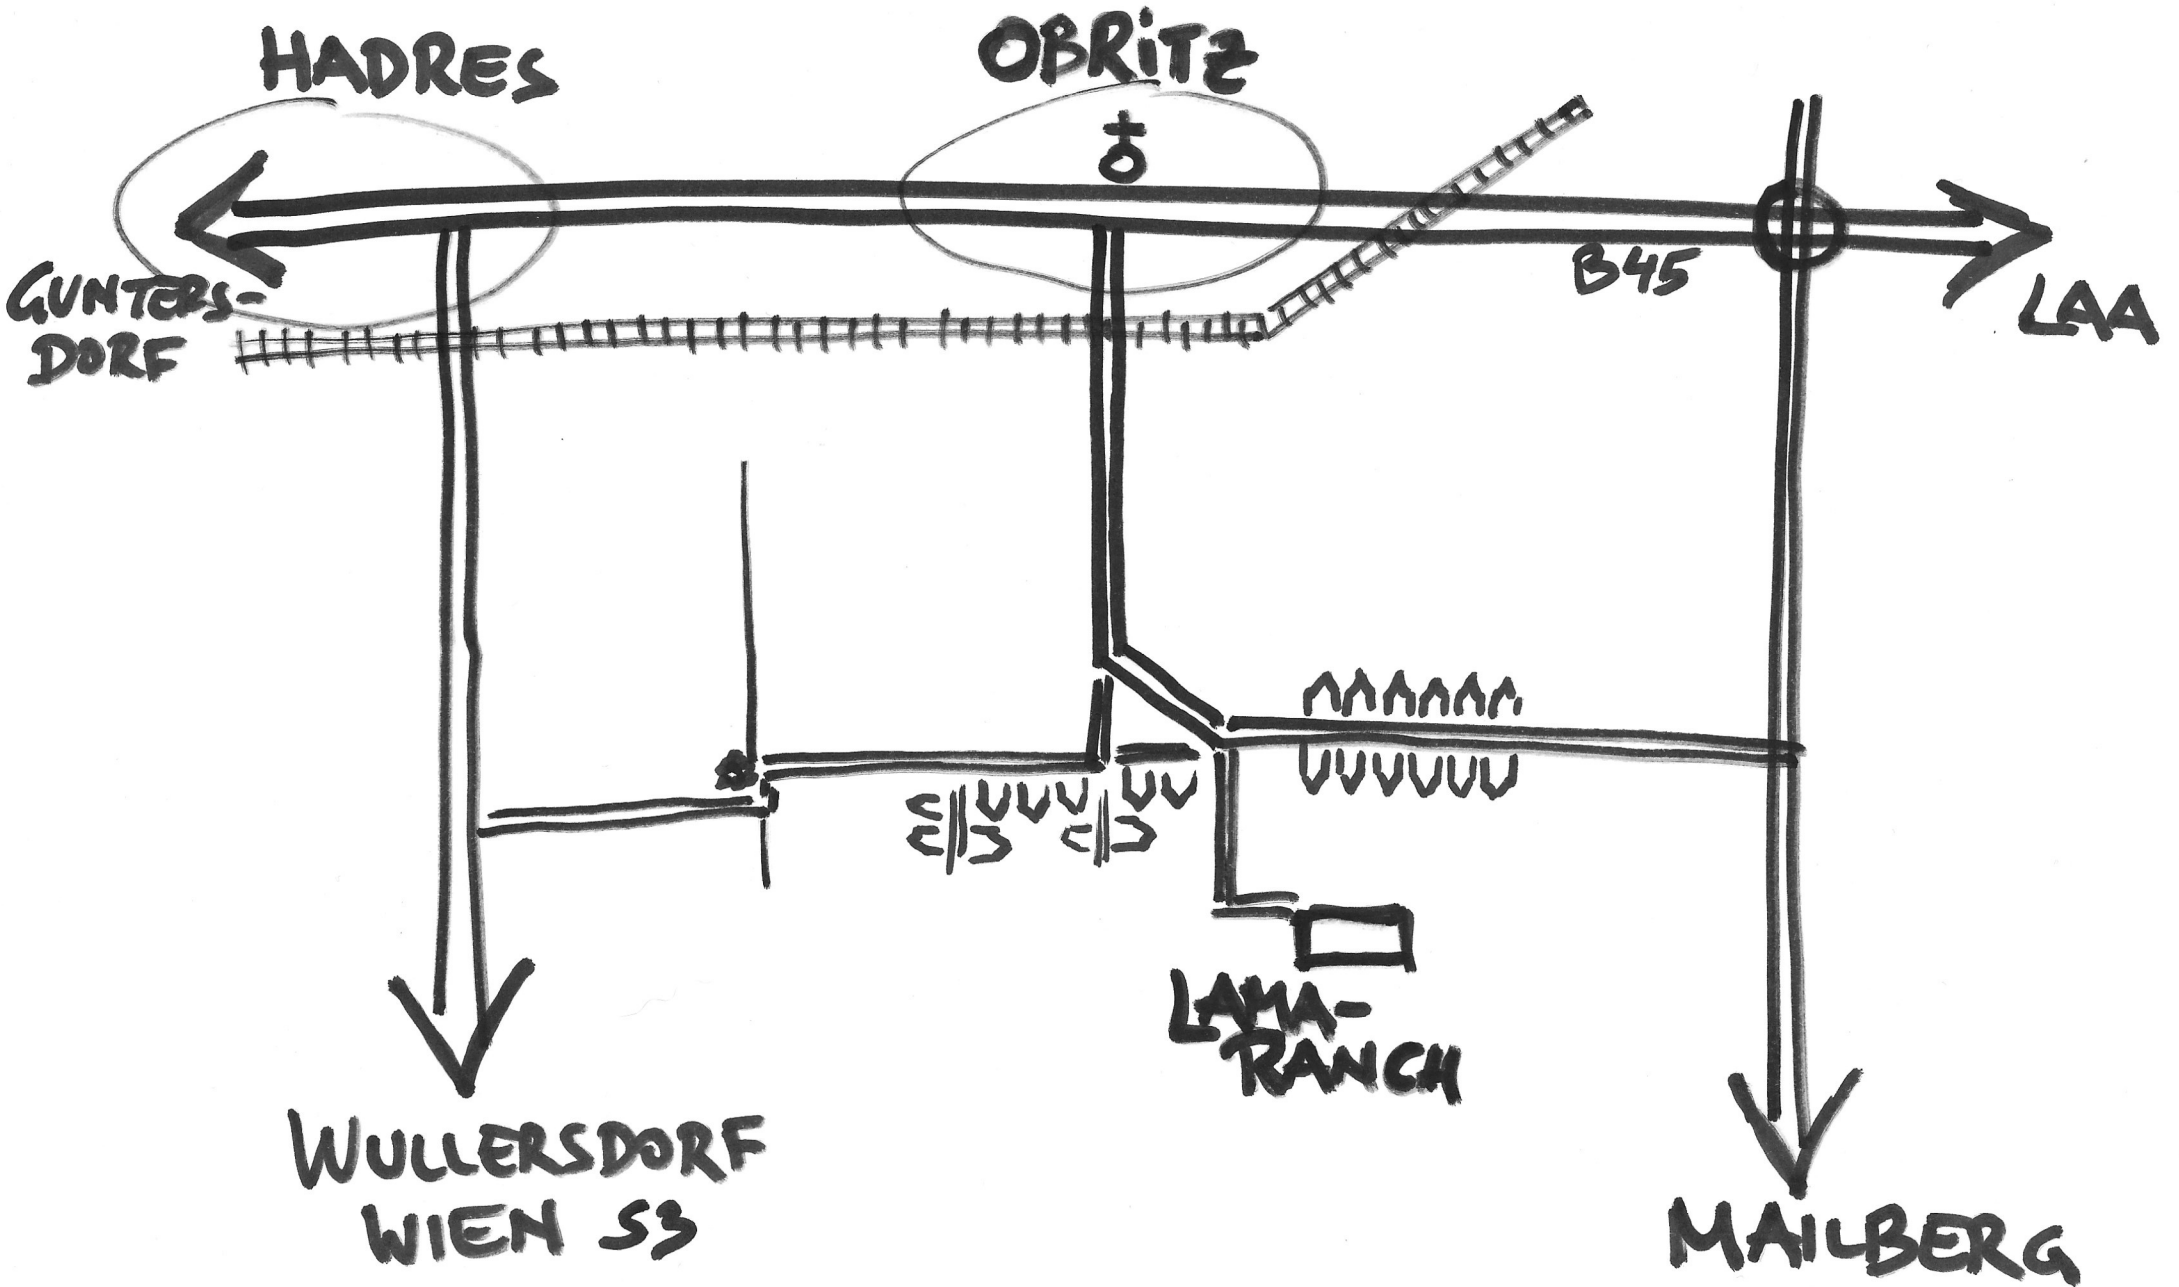 HADRES
OBRiTZ
GUNTERS-
DORF
B45
LAA
LAMA-
RANCH
WULLERSDORF
WIEN S3
MAILBERG